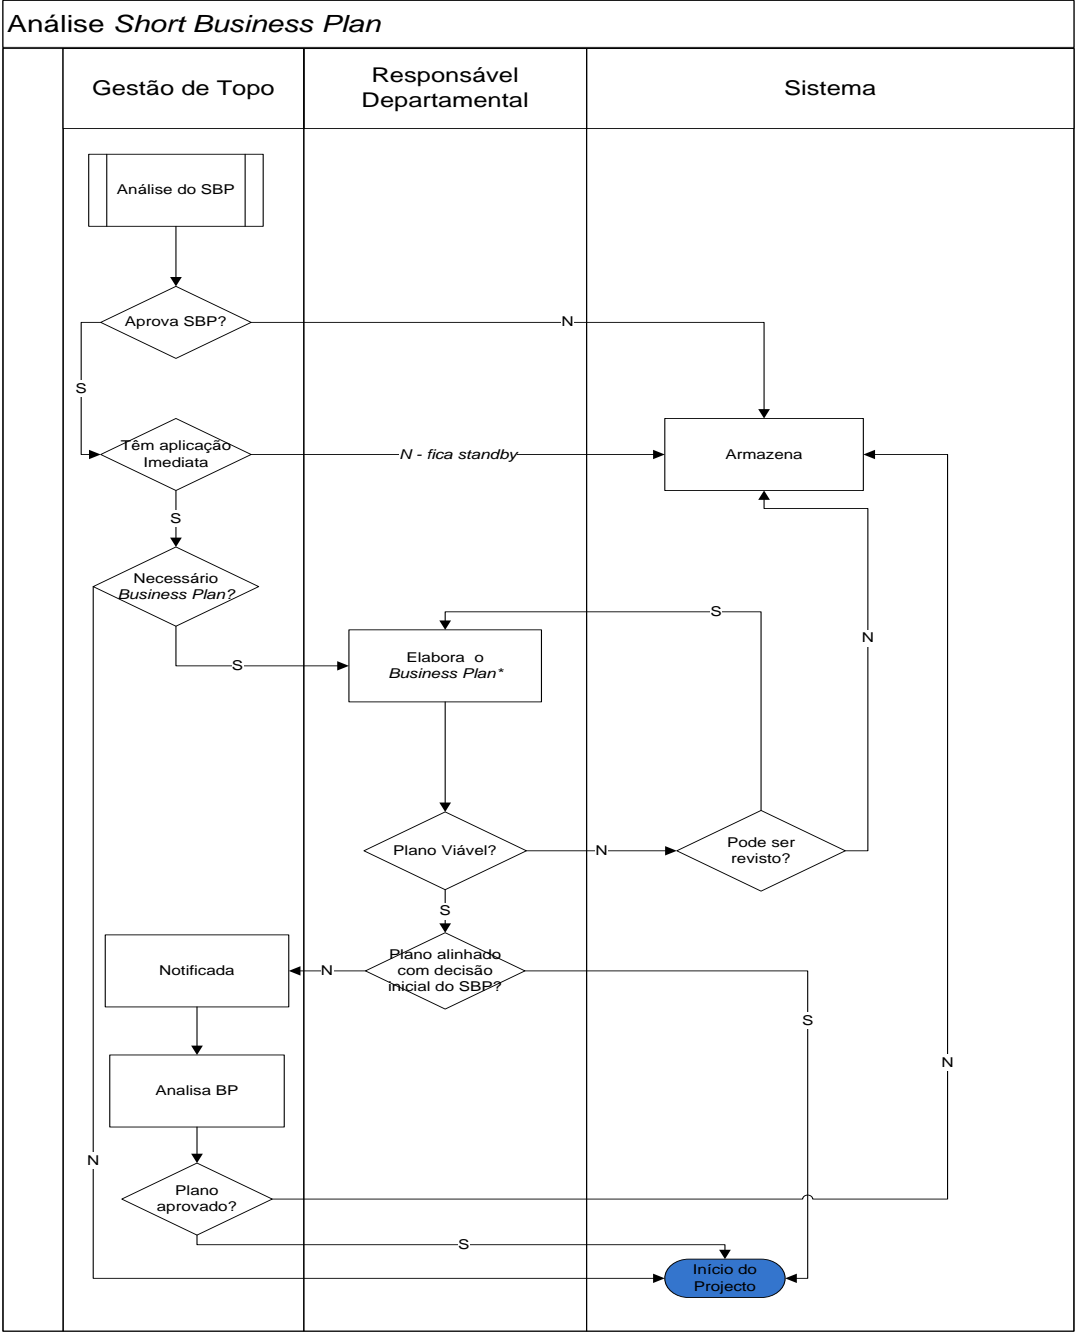 Análise Short Business Plan
Gestão de Topo
Responsável
Departamental
Sistema
Análise do SBP
Aprova SBP?
N
S
Têm aplicação
Imediata
N - fica standby
Armazena
S
Necessário
Business Plan?
S
N
S
Elabora o
Business Plan*
Plano Viável?
N
Pode ser
revisto?
S
Plano alinhado
com decisão
inicial do SBP?
N
Notificada
S
N
Analisa BP
N
Plano
aprovado?
S
Início do
Projecto